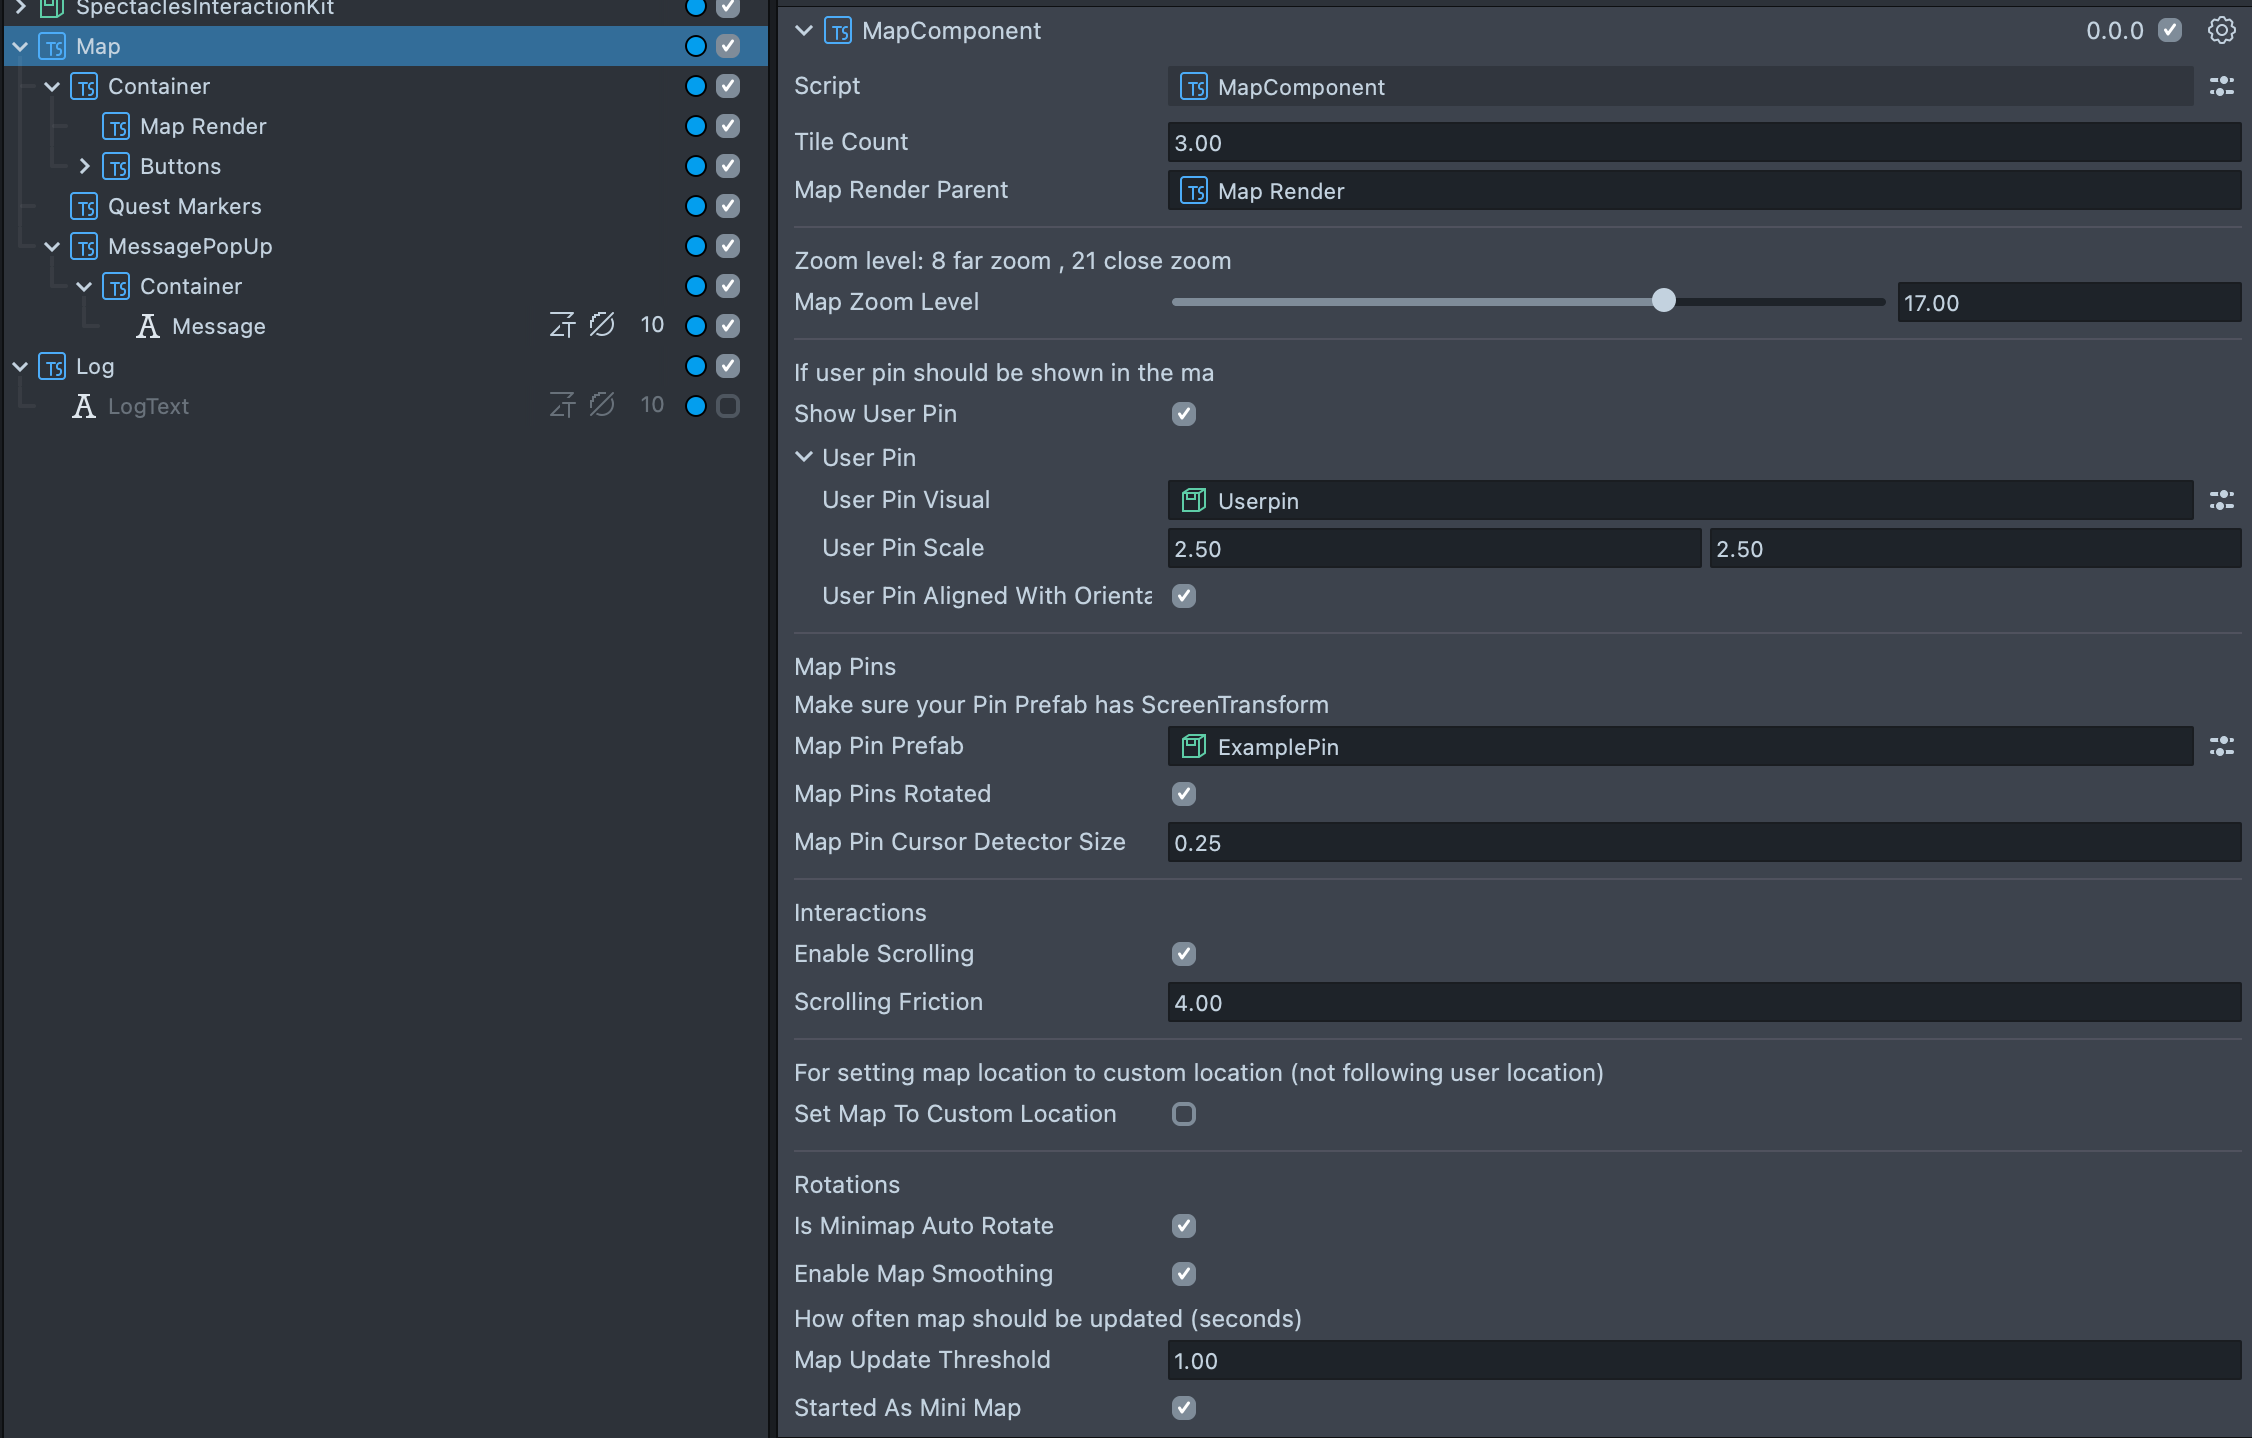 SpectaclesInteractionKit
Map
Container
Map Render
Buttons
Quest Markers
MessagePopUp
Container
Message 10
Log
LogText 10
MapComponent 0.0.0
Script MapComponent
Tile Count 3.00
Map Render Parent Map Render
Zoom level: 8 far zoom , 21 close zoom
Map Zoom Level 17.00
If user pin should be shown in the ma
Show User Pin
User Pin
User Pin Visual Userpin
User Pin Scale 2.50 2.50
User Pin Aligned With Orienta
Map Pins
Make sure your Pin Prefab has ScreenTransform
Map Pin Prefab ExamplePin
Map Pins Rotated
Map Pin Cursor Detector Size 0.25
Interactions
Enable Scrolling
Scrolling Friction 4.00
For setting map location to custom location (not following user location)
Set Map To Custom Location
Rotations
Is Minimap Auto Rotate
Enable Map Smoothing
How often map should be updated (seconds)
Map Update Threshold 1.00
Started As Mini Map